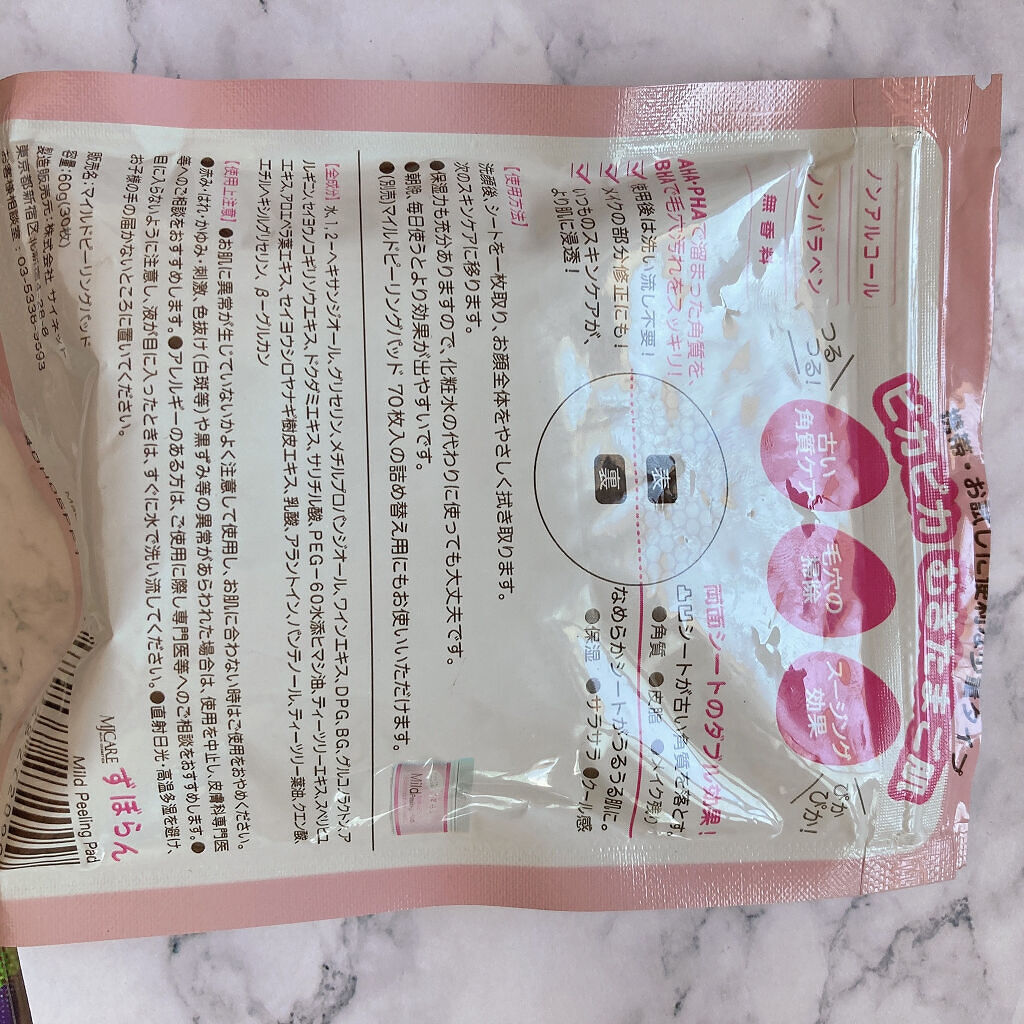 携帯・お試しに便利な少量タイプ
ピカピカむきたまご肌
つるつる!
古い角質ケア
毛穴の掃除
スージング効果
ぴかぴか!
ノンアルコール
ノンパラベン
無香料
AHA・PHAで溜まった角質を、
BHAで毛穴汚れをスッキリ!
使用後は洗い流し不要!
メイクの部分修正にも!
いつものスキンケアが、
より肌に浸透!
表
裏
両面シートのダブル効果!
凸凹シートが古い角質を落とす。
●角質 ●皮脂 ●メイク残り
なめらかシートがうるうる肌に。
●保湿 ●サラサラ ●クール感
【使用方法】
洗顔後、シートを一枚取り、お顔全体をやさしく拭き取ります。
次のスキンケアに移ります。
●保湿力も充分ありますので、化粧水の代わりに使っても大丈夫です。
●朝晩、毎日使うとより効果が出やすいです。
●(別売)マイルドピーリングパッド 70枚入の詰め替え用にもお使いいただけます。
【全成分】水、1,2-ヘキサンジオール、グリセリン、メチルプロパンジオール、ワインエキス、DPG、BG、グルコノラクトン、ア
ルギニン、セイヨウノコギリソウエキス、ドクダミエキス、サリチル酸、PEG-60水添ヒマシ油、ティーツリーエキス、スベリヒユ
エキス、アロエベラ葉エキス、セイヨウシロヤナギ樹皮エキス、乳酸、アラントイン、パンテノール、ティーツリー葉油、クエン酸、
エチルヘキシルグリセリン、β-グルカン
【使用上の注意】●お肌に異常が生じていないかよく注意して使用し、お肌に合わない時はご使用をおやめください。
●赤み・はれ・かゆみ・刺激、色抜け(白斑等)や黒ずみ等の異常があらわれた場合は、使用を中止し、皮膚科専門医
等へのご相談をおすすめします。●アレルギーのある方は、ご使用に際し専門医等へのご相談をおすすめします。●
目に入らないように注意し、液が目に入ったときは、すぐに水で洗い流してください。●直射日光・高温多湿を避け、
お子様の手の届かないところに置いてください。
販売名:マイルドピーリングパッド
容量:60g(30枚)
製造販売元:株式会社 サイネット
東京都新宿区
お客様相談室:03-5338-9593
MJCARE ずぼらん
Mild Peeling Pad